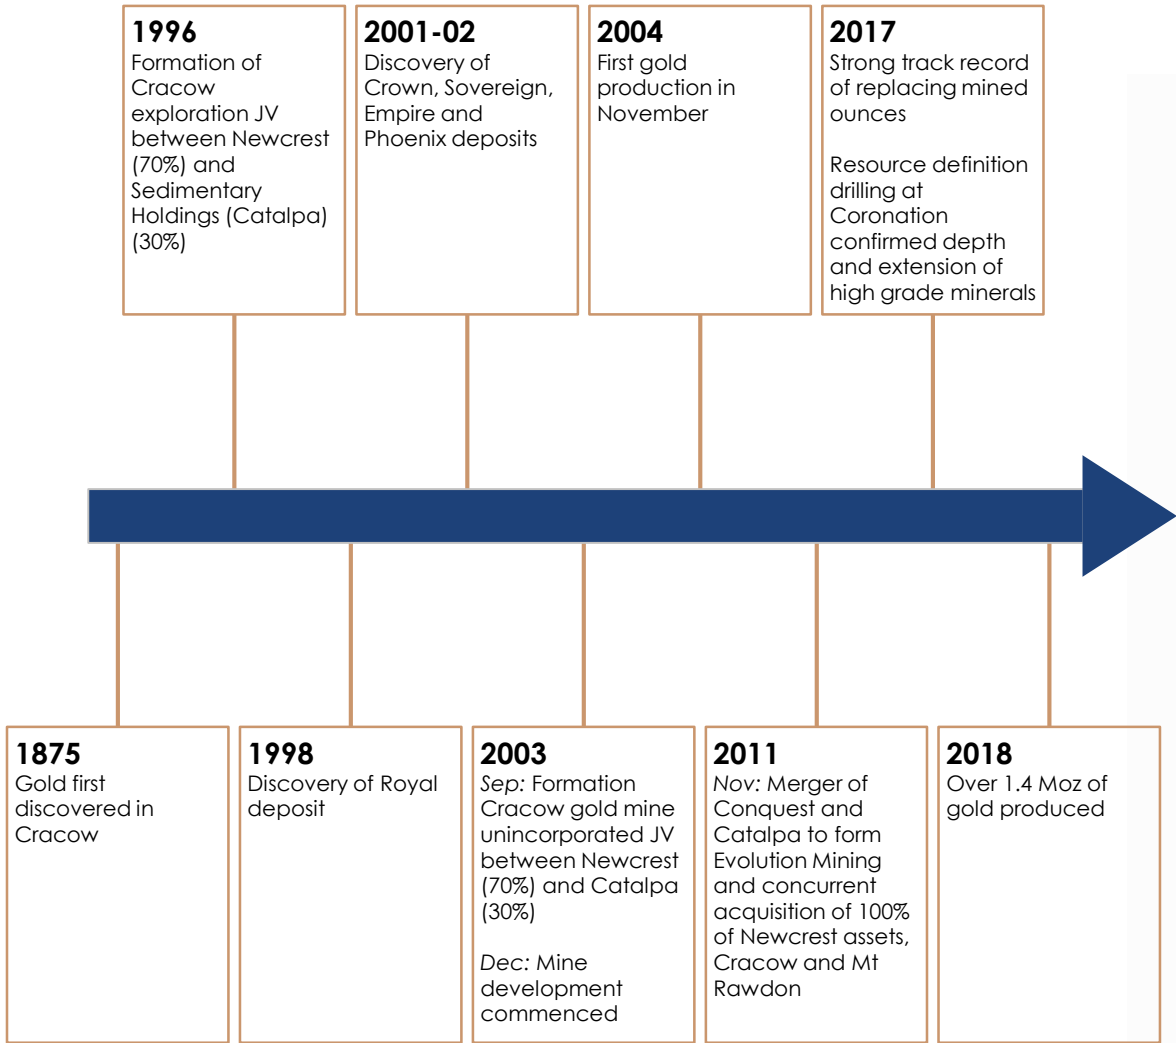 1996
Formation of
Cracow
exploration JV
between Newcrest
(70%) and
Sedimentary
Holdings (Catalpa)
(30%)
2001-02
Discovery of
Crown, Sovereign,
Empire and
Phoenix deposits
2004
First gold
production in
November
2017
Strong track record
of replacing mined
ounces
Resource definition
drilling at
Coronation
confirmed depth
and extension of
high grade minerals
1875
Gold first
discovered in
Cracow
1998
Discovery of Royal
deposit
2003
Sep: Formation
Cracow gold mine
unincorporated JV
between Newcrest
(70%) and Catalpa
(30%)
Dec: Mine
development
commenced
2011
Nov: Merger of
Conquest and
Catalpa to form
Evolution Mining
and concurrent
acquisition of 100%
of Newcrest assets,
Cracow and Mt
Rawdon
2018
Over 1.4 Moz of
gold produced